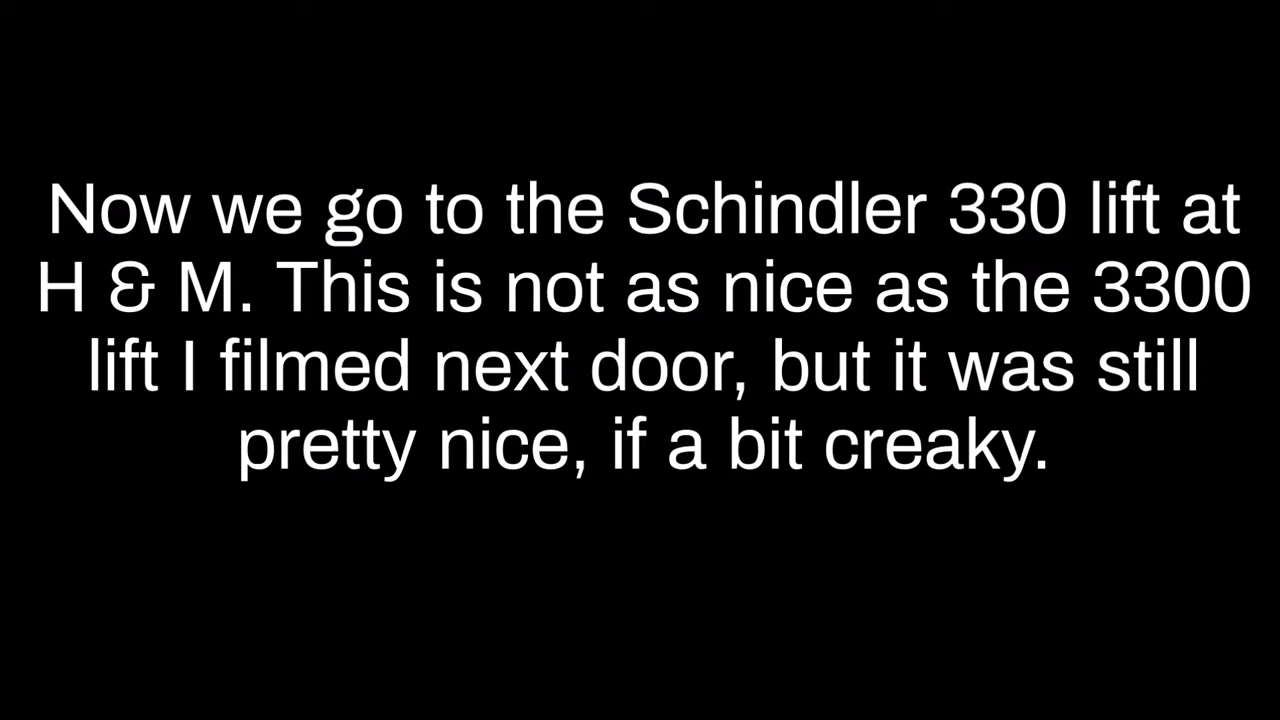 Now we go to the Schindler 330 lift at
H & M. This is not as nice as the 3300
lift I filmed next door, but it was still
pretty nice, if a bit creaky.